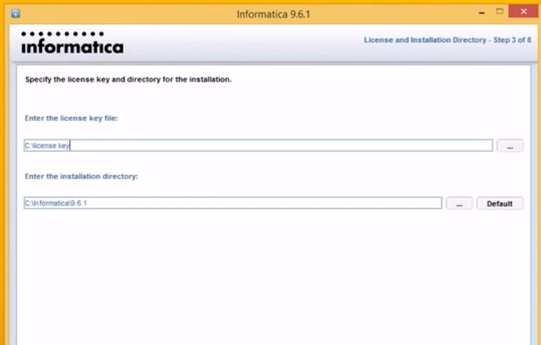 Informatica 9.6.1
informatica
License and Installation Directory - Step 3 of 8
Specify the license key and directory for the installation.
Enter the license key file:
C:\license.key
...
Enter the installation directory:
C:\Informatica\9.6.1
...
Default